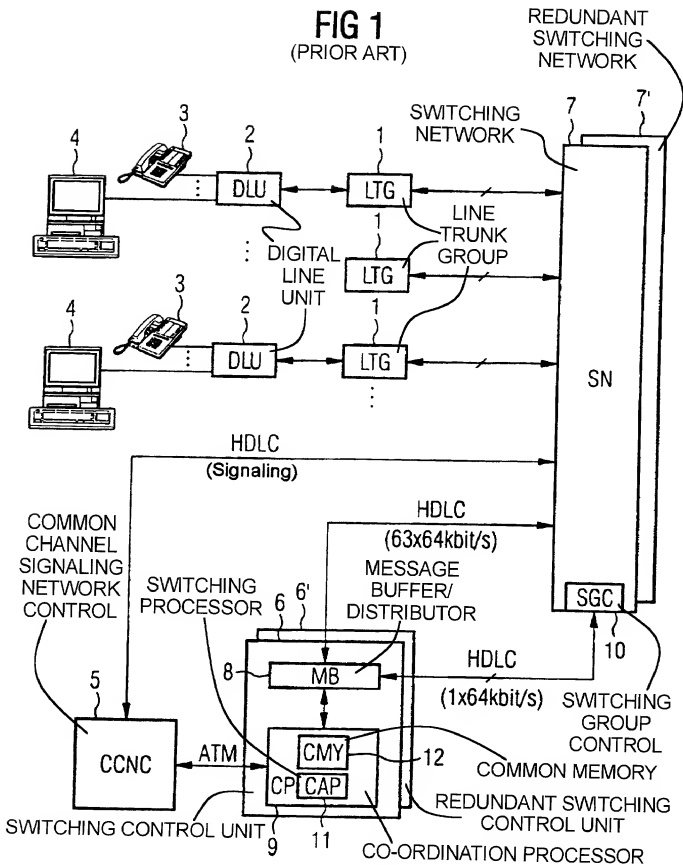 FIG 1
(PRIOR ART)
REDUNDANT
SWITCHING
NETWORK
SWITCHING
NETWORK
7
7'
4
3
2
1
DLU
LTG
LINE
TRUNK
GROUP
1
LTG
DIGITAL
LINE
UNIT
4
3
2
1
DLU
LTG
SN
HDLC
(Signaling)
HDLC
(63x64kbit/s)
COMMON
CHANNEL
SIGNALING
NETWORK
CONTROL
SWITCHING
PROCESSOR
MESSAGE
BUFFER/
DISTRIBUTOR
6'
6
SGC
10
8
MB
HDLC
(1x64kbit/s)
SWITCHING
GROUP
CONTROL
5
CCNC
ATM
CMY
12
COMMON MEMORY
CP
CAP
9
11
REDUNDANT SWITCHING
CONTROL UNIT
SWITCHING CONTROL UNIT
CO-ORDINATION PROCESSOR